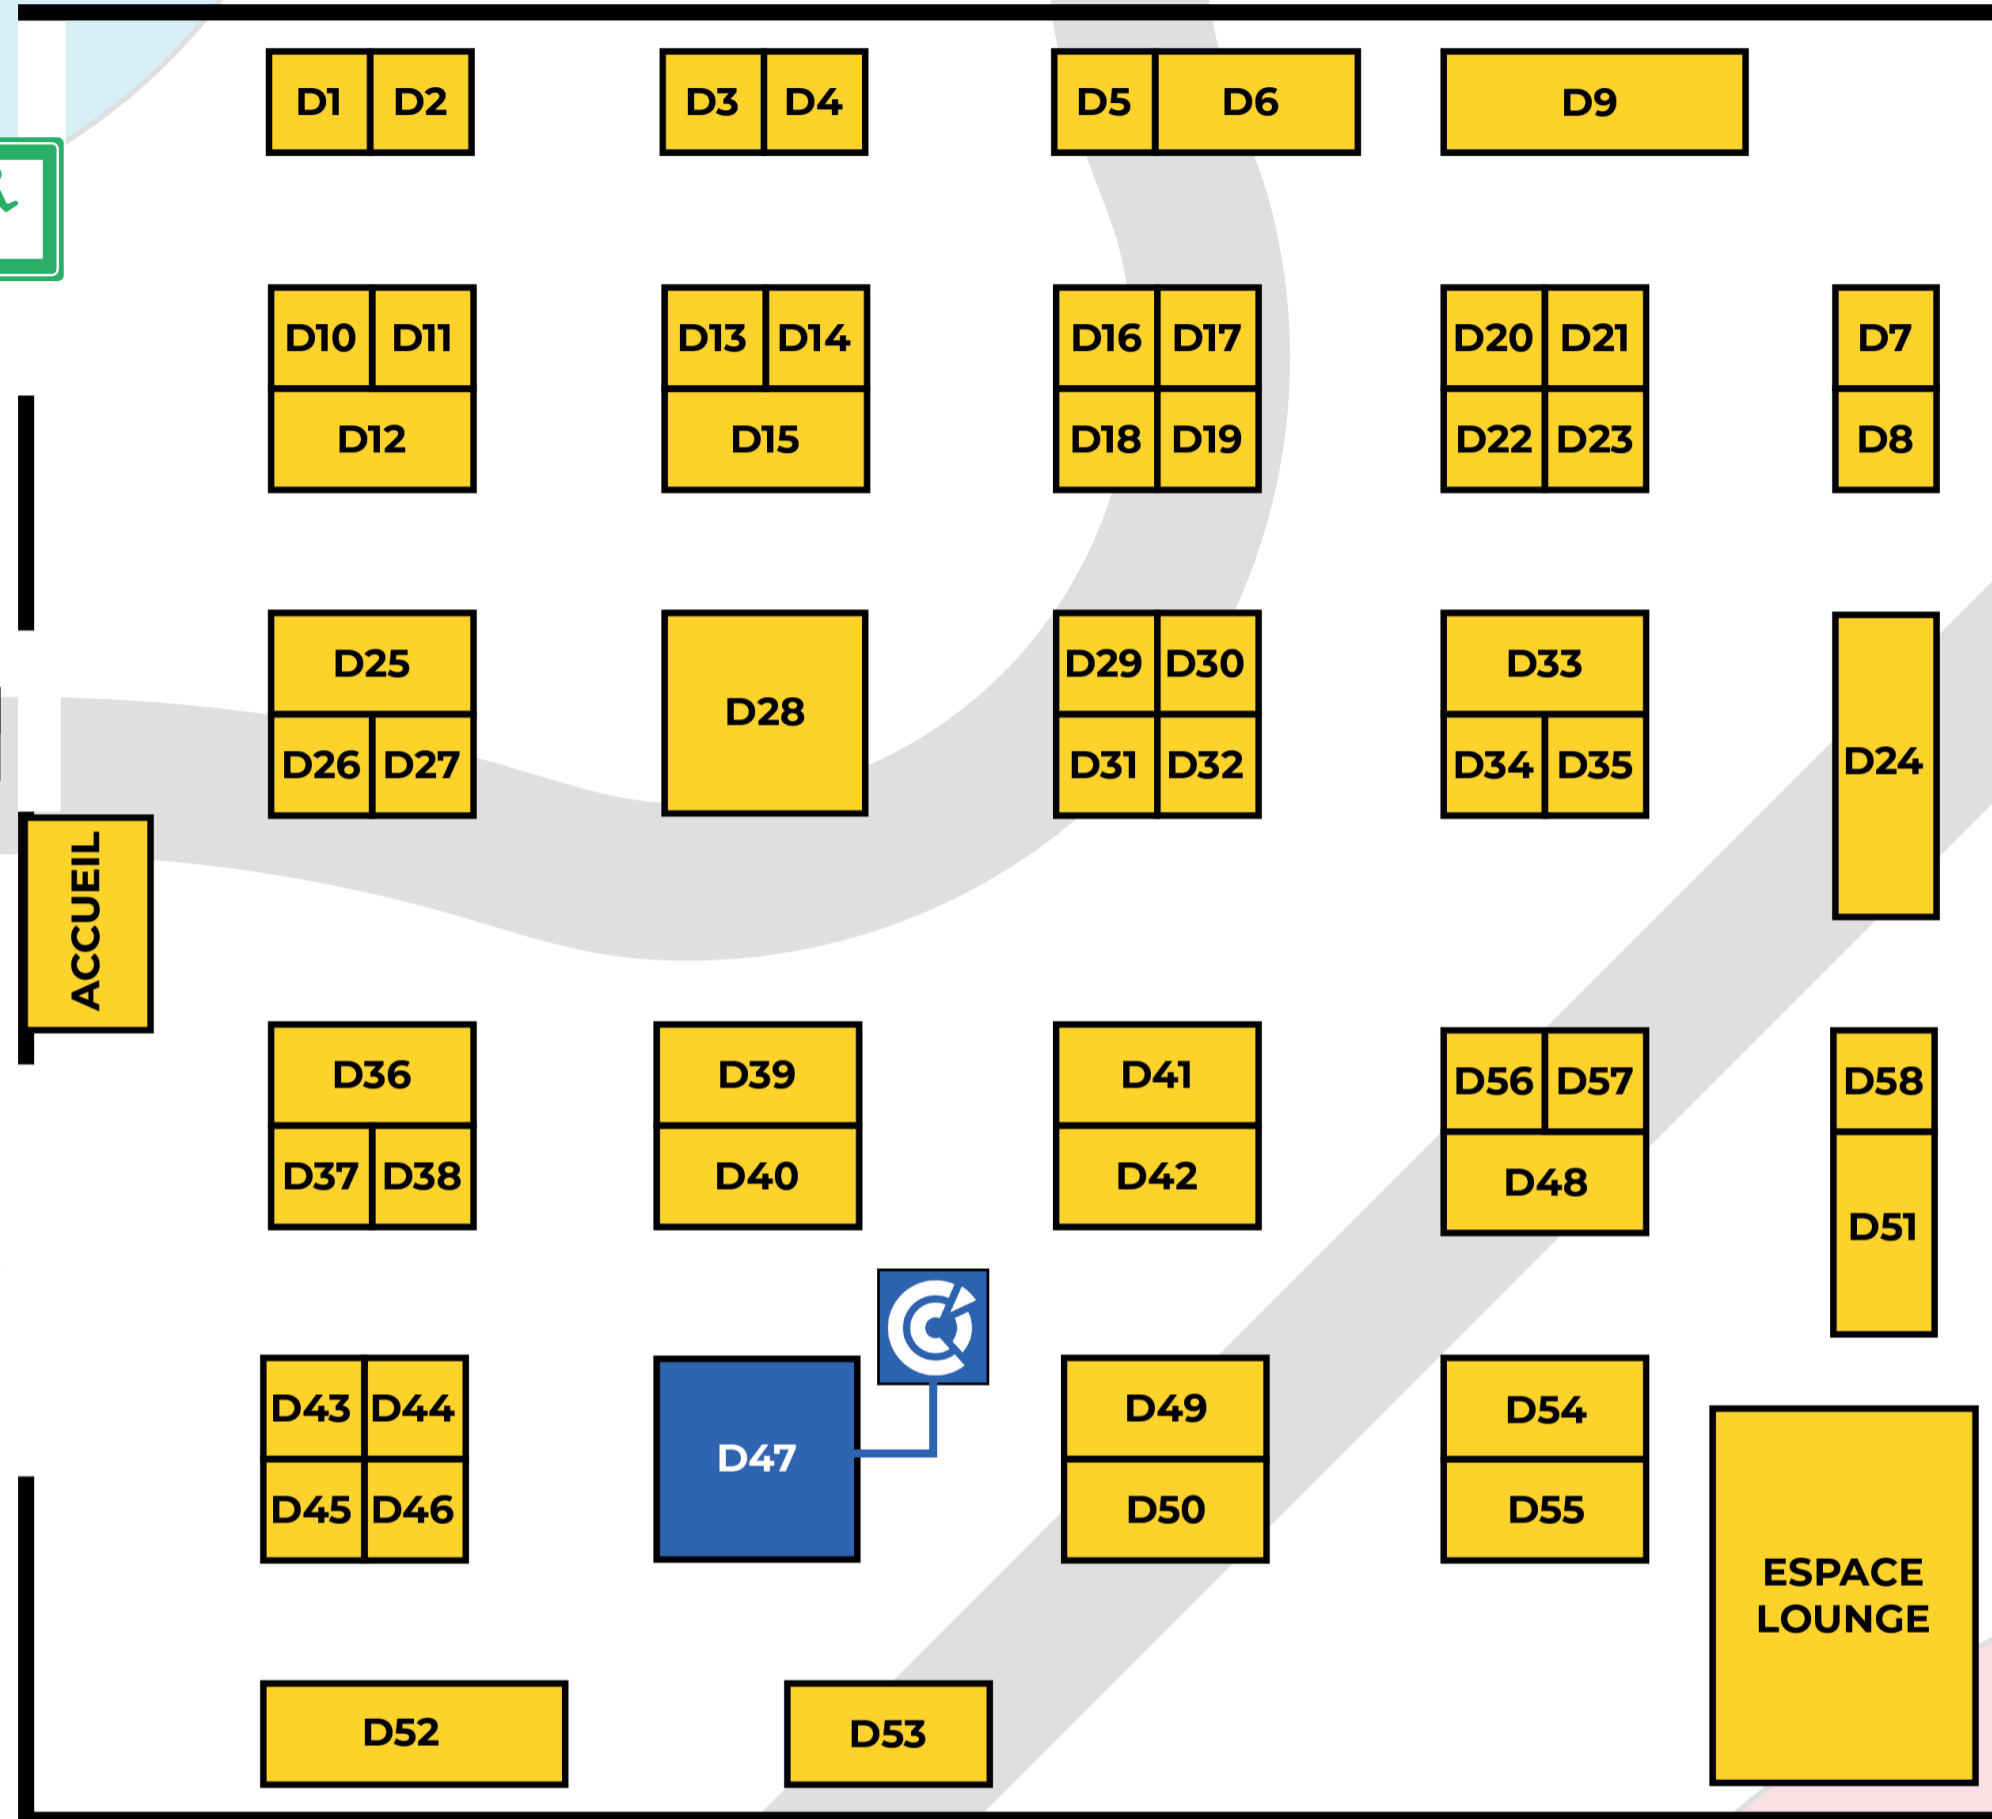 D1 D2 D3 D4 D5 D6 D9
D10 D11 D13 D14 D16 D17 D20 D21 D7
D12 D15 D18 D19 D22 D23 D8
D25 D28 D29 D30 D33 D24
D26 D27 D31 D32 D34 D35
ACCUEIL
D36 D39 D41 D56 D57 D58
D37 D38 D40 D42 D48 D51
D43 D44 D47 D49 D54
D45 D46 D50 D55
ESPACE
LOUNGE
D52 D53